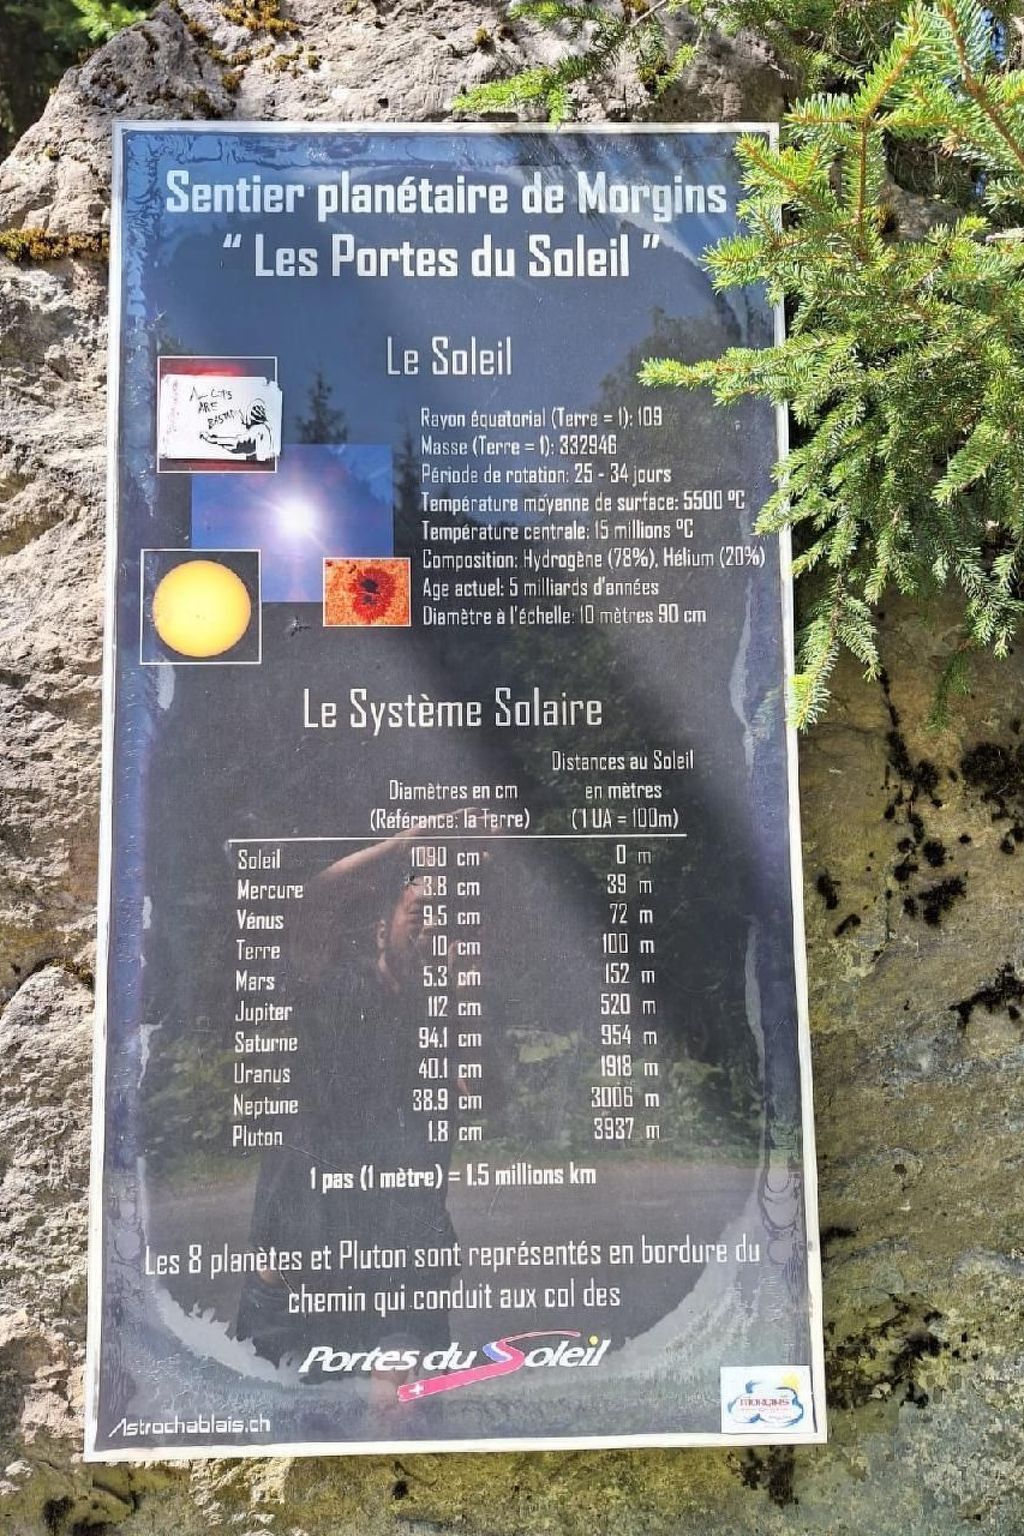 Sentier planétaire de Morgins
“ Les Portes du Soleil ”
Le Soleil
ARE
Rayon équatorial (Terre = 1): 109
Masse (Terre = 1): 332946
Période de rotation: 25 - 34 jours
Température moyenne de surface: 5500 ºC
Température centrale: 15 millions ºC
Composition: Hydrogène (78%), Hélium (20%)
Age actuel: 5 milliards d'années
Diamètre à l'échelle: 10 mètres 90 cm
Le Système Solaire
Diamètres en cm
(Référence: la Terre)
Distances au Soleil
en mètres
(1 UA = 100m)
Soleil 1090 cm 0 m
Mercure 3.8 cm 39 m
Vénus 9.5 cm 72 m
Terre 10 cm 100 m
Mars 5.3 cm 152 m
Jupiter 112 cm 520 m
Saturne 94.1 cm 954 m
Uranus 40.1 cm 1918 m
Neptune 38.9 cm 3006 m
Pluton 1.8 cm 3937 m
1 pas (1 mètre) = 1.5 millions km
Les 8 planètes et Pluton sont représentés en bordure du
chemin qui conduit aux col des
Portes du Soleil
Astrochablais.ch
MORGINS